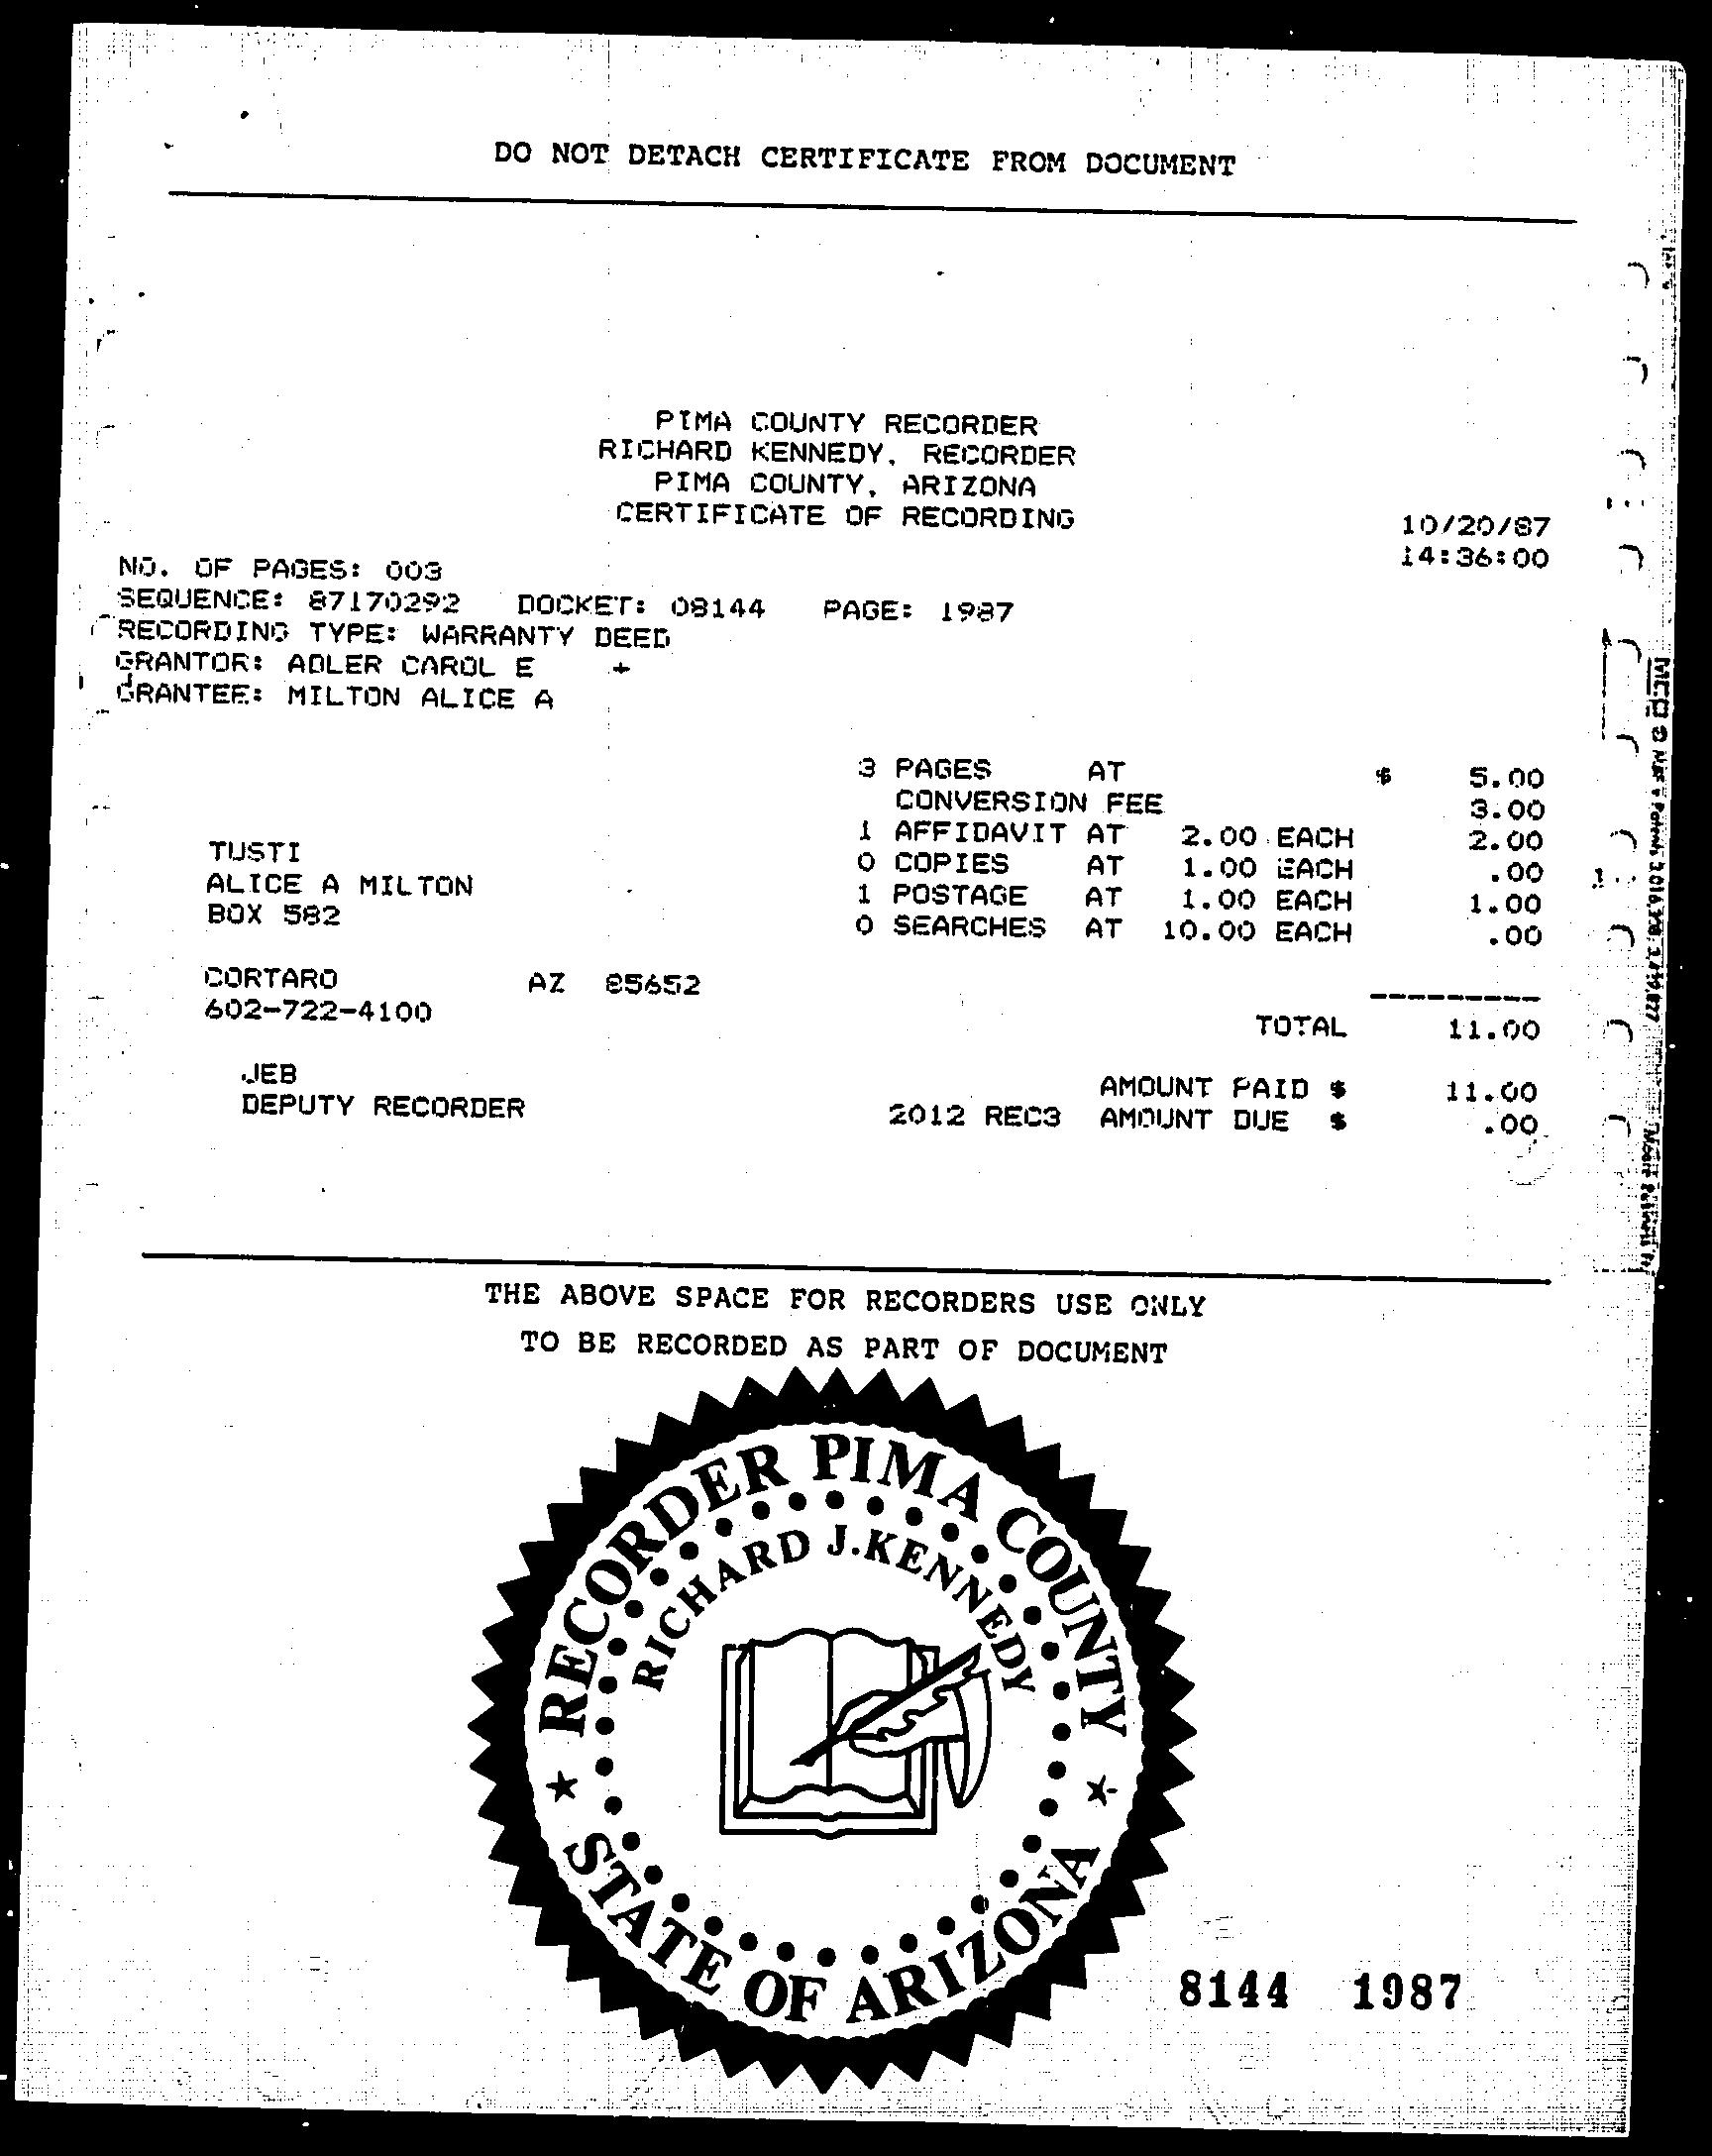 DO NOT DETACH CERTIFICATE FROM DOCUMENT
PIMA COUNTY RECORDER
RICHARD KENNEDY, RECORDER
PIMA COUNTY, ARIZONA
CERTIFICATE OF RECORDING
10/20/87
14:36:00
NO. OF PAGES: 003
SEQUENCE: 87170292 DOCKET: 08144 PAGE: 1987
RECORDING TYPE: WARRANTY DEED
GRANTOR: ADLER CAROL E +
GRANTEE: MILTON ALICE A
3 PAGES AT $ 5.00
CONVERSION FEE 3.00
1 AFFIDAVIT AT 2.00 EACH 2.00
0 COPIES AT 1.00 EACH .00
1 POSTAGE AT 1.00 EACH 1.00
0 SEARCHES AT 10.00 EACH .00
TUSTI
ALICE A MILTON
BOX 582
CORTARO AZ 85652
602-722-4100
TOTAL 11.00
JEB
DEPUTY RECORDER
AMOUNT PAID $ 11.00
2012 REC3 AMOUNT DUE $ .00
THE ABOVE SPACE FOR RECORDERS USE ONLY
TO BE RECORDED AS PART OF DOCUMENT
RECORDER PIMA COUNTY
RICHARD J.KENNEDY
STATE OF ARIZONA
8144 1987